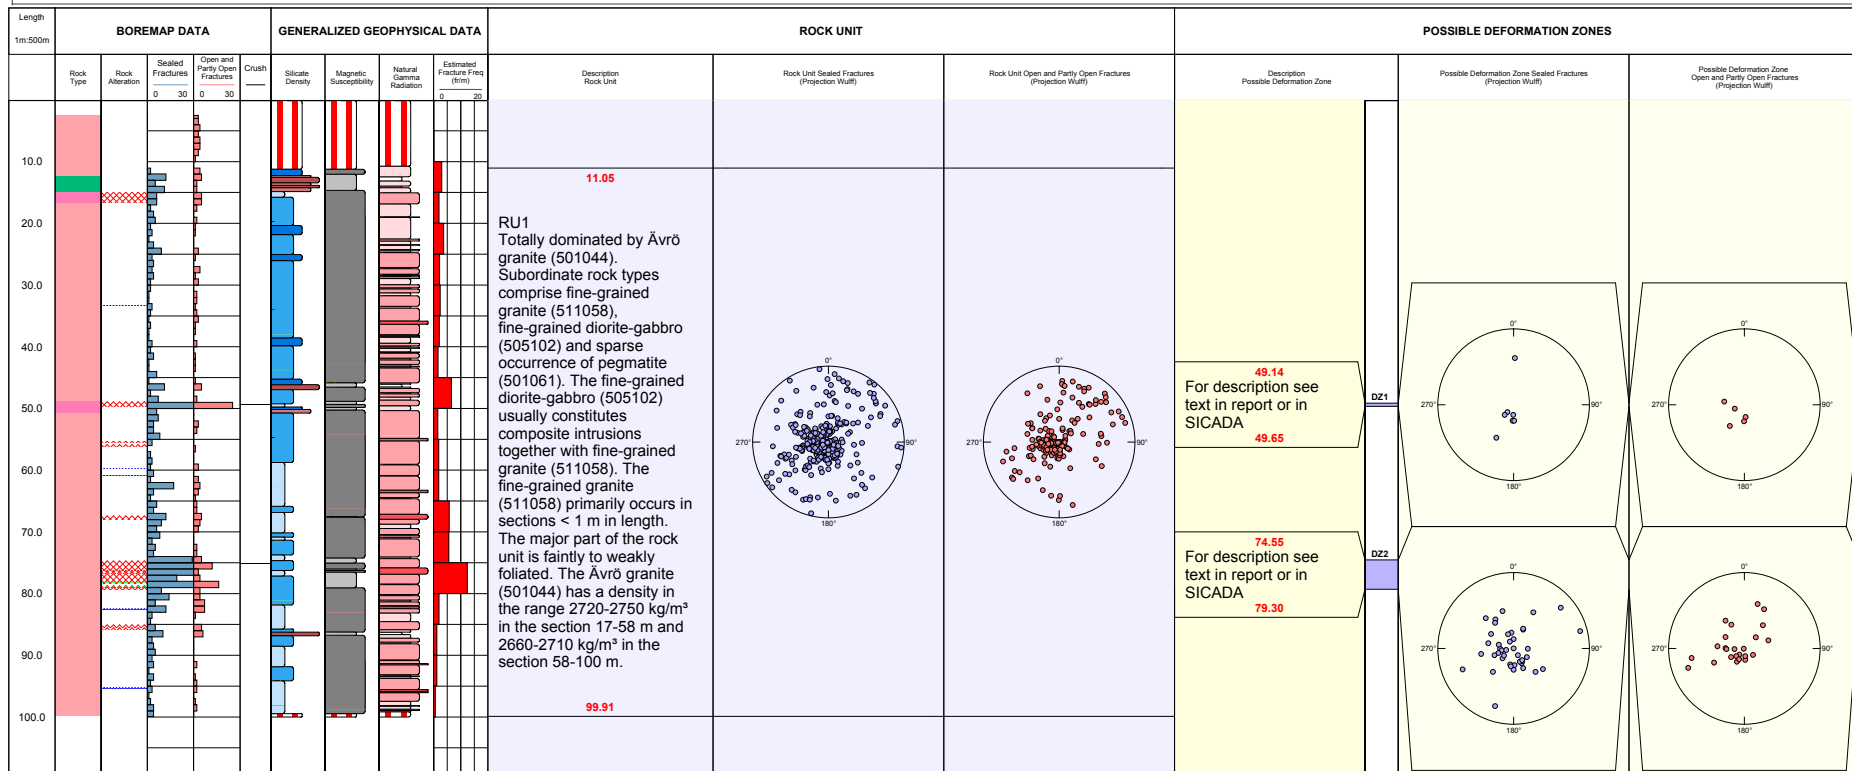 Length
1m:500m
BOREMAP DATA
GENERALIZED GEOPHYSICAL DATA
ROCK UNIT
POSSIBLE DEFORMATION ZONES
Rock
Type
Rock
Alteration
Sealed
Fractures
0 30
Open and
Partly Open
Fractures
0 30
Crush
Silicate
Density
Magnetic
Susceptibility
Natural
Gamma
Radiation
Estimated
Fracture Freq
(fr/m)
0 20
Description
Rock Unit
Rock Unit Sealed Fractures
(Projection Wulff)
Rock Unit Open and Partly Open Fractures
(Projection Wulff)
Description
Possible Deformation Zone
Possible Deformation Zone Sealed Fractures
(Projection Wulff)
Possible Deformation Zone
Open and Partly Open Fractures
(Projection Wulff)
10.0
20.0
30.0
40.0
50.0
60.0
70.0
80.0
90.0
100.0
11.05
RU1
Totally dominated by Ävrö
granite (501044).
Subordinate rock types
comprise fine-grained
granite (511058),
fine-grained diorite-gabbro
(505102) and sparse
occurrence of pegmatite
(501061). The fine-grained
diorite-gabbro (505102)
usually constitutes
composite intrusions
together with fine-grained
granite (511058). The
fine-grained granite
(511058) primarily occurs in
sections < 1 m in length.
The major part of the rock
unit is faintly to weakly
foliated. The Ävrö granite
(501044) has a density in
the range 2720-2750 kg/m³
in the section 17-58 m and
2660-2710 kg/m³ in the
section 58-100 m.
99.91
0°
270°
90°
180°
0°
270°
90°
180°
49.14
For description see
text in report or in
SICADA
49.65
DZ1
0°
270°
90°
180°
0°
270°
90°
180°
74.55
For description see
text in report or in
SICADA
79.30
DZ2
0°
270°
90°
180°
0°
270°
90°
180°